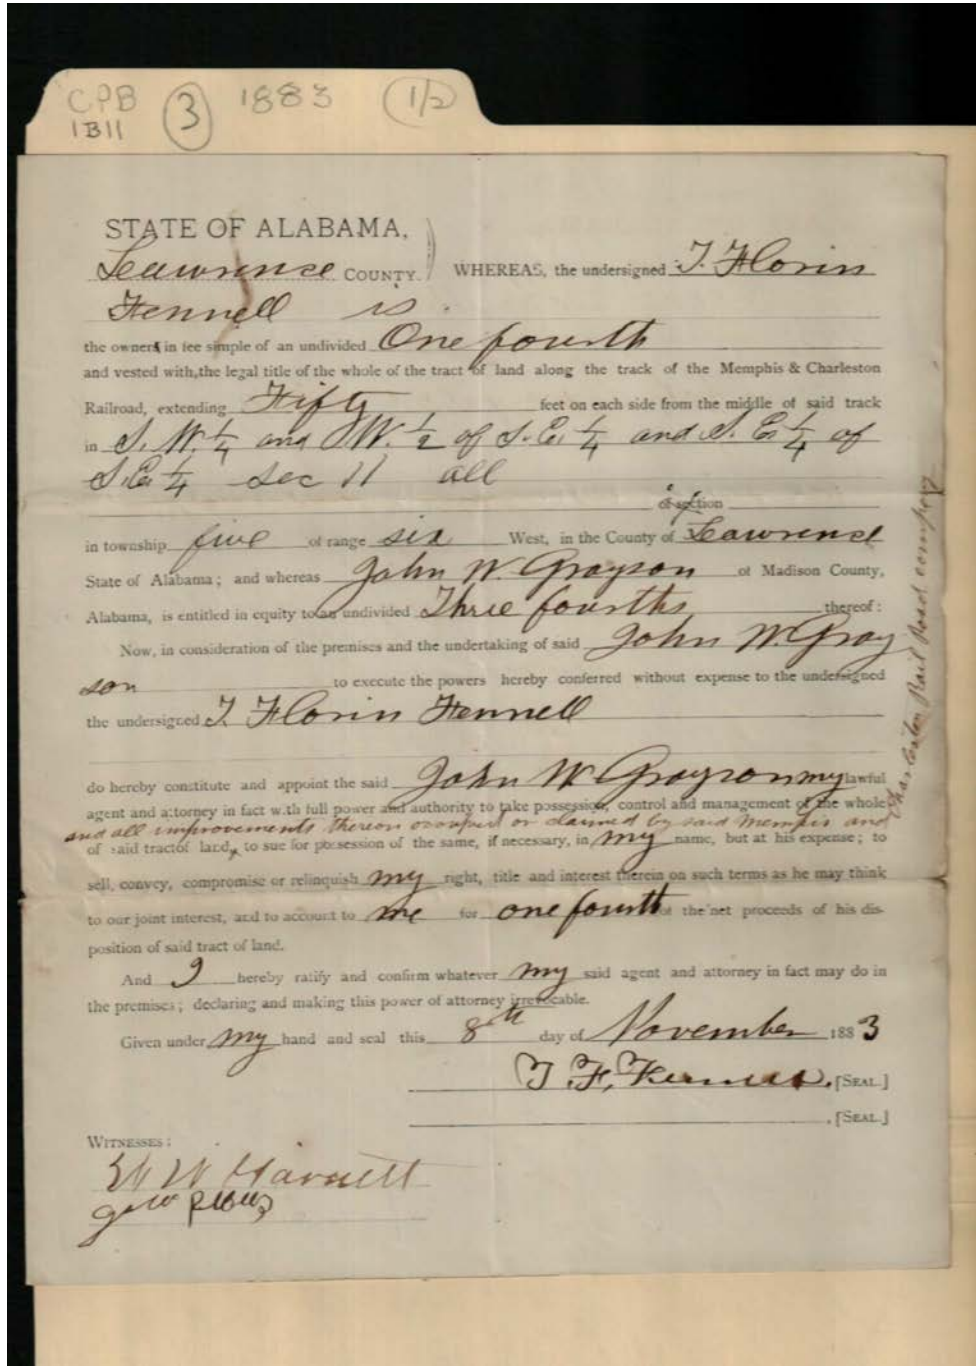 CPB 3 1883 (1/2)
1B11
STATE OF ALABAMA,
Lawrence COUNTY. WHEREAS, the undersigned T. Florin
Fennell is
the owners in fee simple of an undivided One fourth
and vested with, the legal title of the whole of the tract of land along the track of the Memphis & Charleston
Railroad, extending Fifty feet on each side from the middle of said track
in S. W. 1/4 and W. 1/2 of S. E. 1/4 and S. E. 1/4 of
S. E. 1/4 sec 11 all
of section
in township five of range six West, in the County of Lawrence
State of Alabama; and whereas John W. Grayson of Madison County,
Alabama, is entitled in equity to an undivided Three fourths thereof:
Now, in consideration of the premises and the undertaking of said John W. Gray
son to execute the powers hereby conferred without expense to the undersigned
the undersigned T Florin Fennell
do hereby constitute and appoint the said John W Grayson my lawful
agent and attorney in fact with full power and authority to take possession, control and management of the whole
and all improvements thereon occupied or claimed by said Memphis and
Charleston Rail Road company
of said tract of land, to sue for possession of the same, if necessary, in my name, but at his expense; to
sell, convey, compromise or relinquish my right, title and interest therein on such terms as he may think
to our joint interest, and to account to me for one fourth of the net proceeds of his dis-
position of said tract of land.
And I hereby ratify and confirm whatever my said agent and attorney in fact may do in
the premises; declaring and making this power of attorney irrevocable.
Given under my hand and seal this 8th day of November 1883
T. F. Fennell. [SEAL.]
, [SEAL.]
WITNESSES: